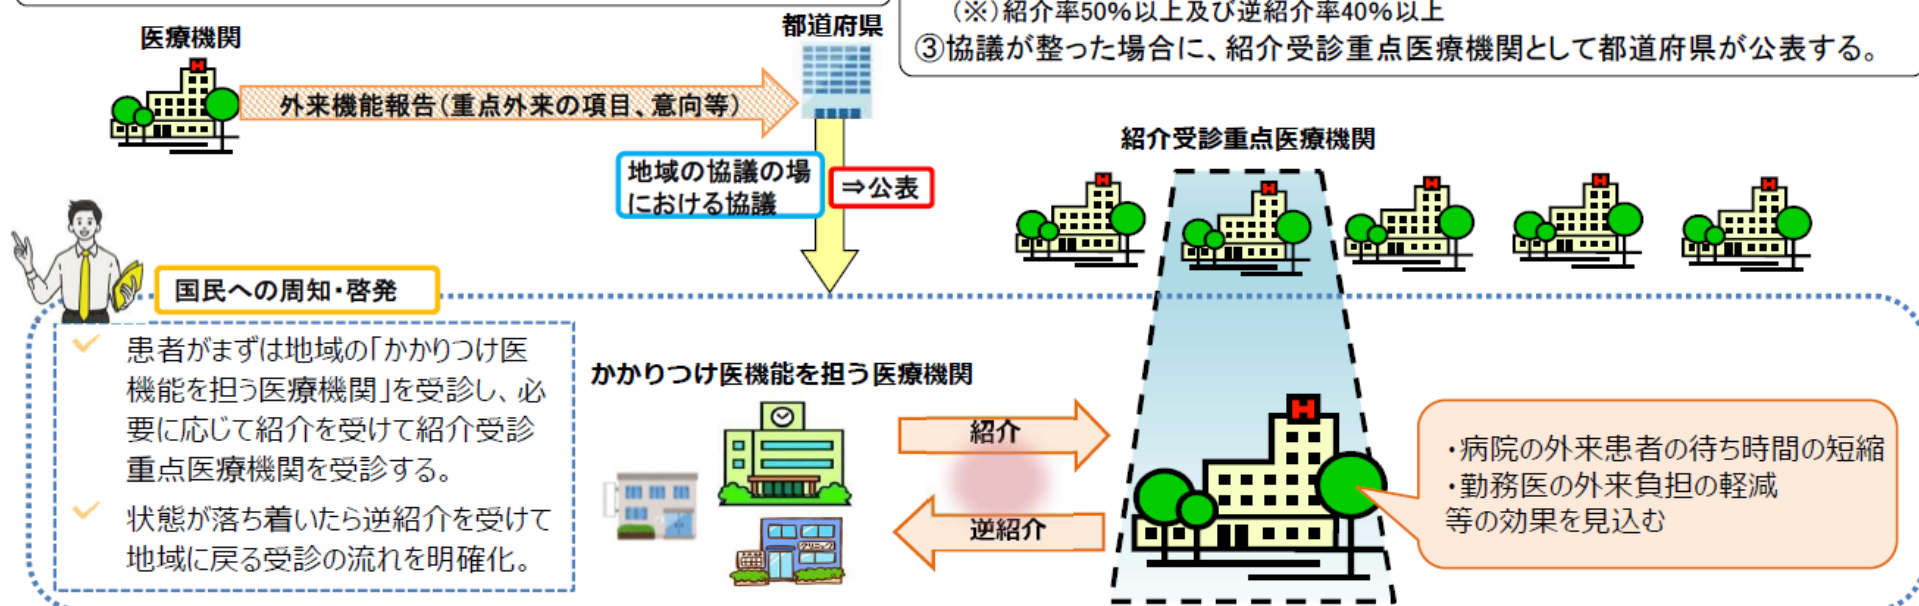 (※)紹介率50%以上及び逆紹介率40%以上
③協議が整った場合に、紹介受診重点医療機関として都道府県が公表する。
都道府県
医療機関
外来機能報告(重点外来の項目、意向等)
紹介受診重点医療機関
地域の協議の場
における協議
⇒公表
国民への周知・啓発
患者がまずは地域の「かかりつけ医
機能を担う医療機関」を受診し、必
要に応じて紹介を受けて紹介受診
重点医療機関を受診する。
状態が落ち着いたら逆紹介を受けて
地域に戻る受診の流れを明確化。
かかりつけ医機能を担う医療機関
紹介
逆紹介
クリニック
・病院の外来患者の待ち時間の短縮
・勤務医の外来負担の軽減
等の効果を見込む